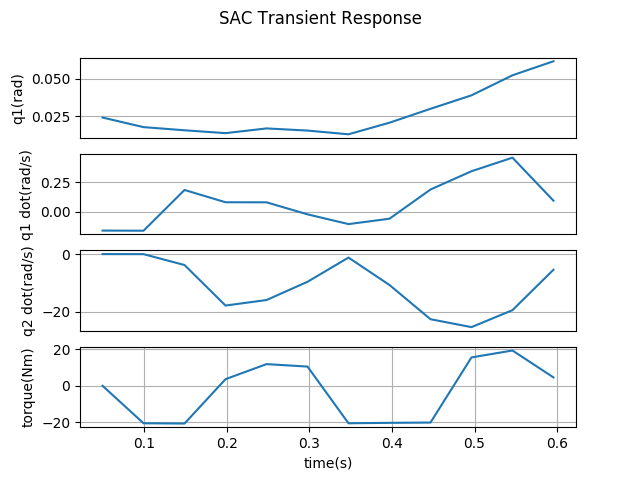 SAC Transient Response
q1(rad)
0.050
0.025
q1 dot(rad/s)
0.25
0.00
q2 dot(rad/s)
0
−20
torque(Nm)
20
0
−20
0.1 0.2 0.3 0.4 0.5 0.6
time(s)